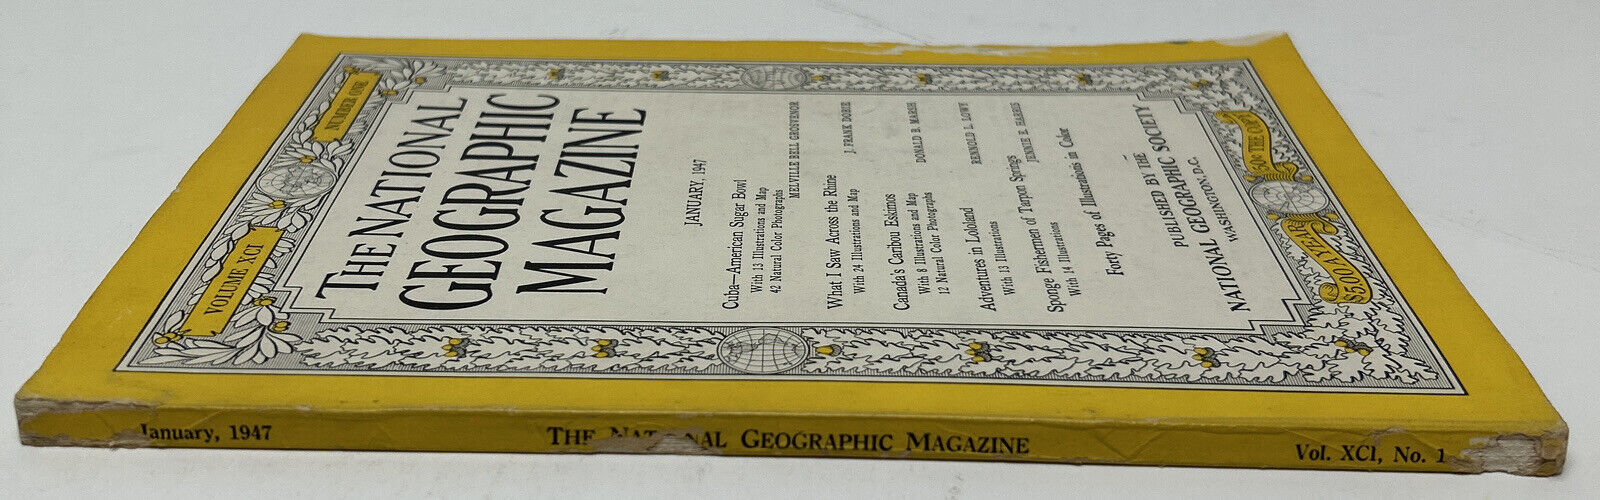 VOLUME XCI
NUMBER ONE
THE NATIONAL
GEOGRAPHIC
MAGAZINE
JANUARY, 1947
Cuba—American Sugar Bowl
With 13 Illustrations and Map
42 Natural Color Photographs
MELVILLE BELL GROSVENOR
What I Saw Across the Rhine
With 24 Illustrations and Map
J. FRANK DOBIE
Canada's Caribou Eskimos
With 8 Illustrations and Map
12 Natural Color Photographs
DONALD B. MARSH
Adventures in Lololand
With 13 Illustrations
RENNOLD L. LOWY
Sponge Fishermen of Tarpon Springs
With 14 Illustrations
JENNIE E. HARRIS
Forty Pages of Illustrations in Color
PUBLISHED BY THE
NATIONAL GEOGRAPHIC SOCIETY
WASHINGTON, D.C.
$5.00 A YEAR
50c THE COPY
January, 1947
THE NATIONAL GEOGRAPHIC MAGAZINE
Vol. XCI, No. 1